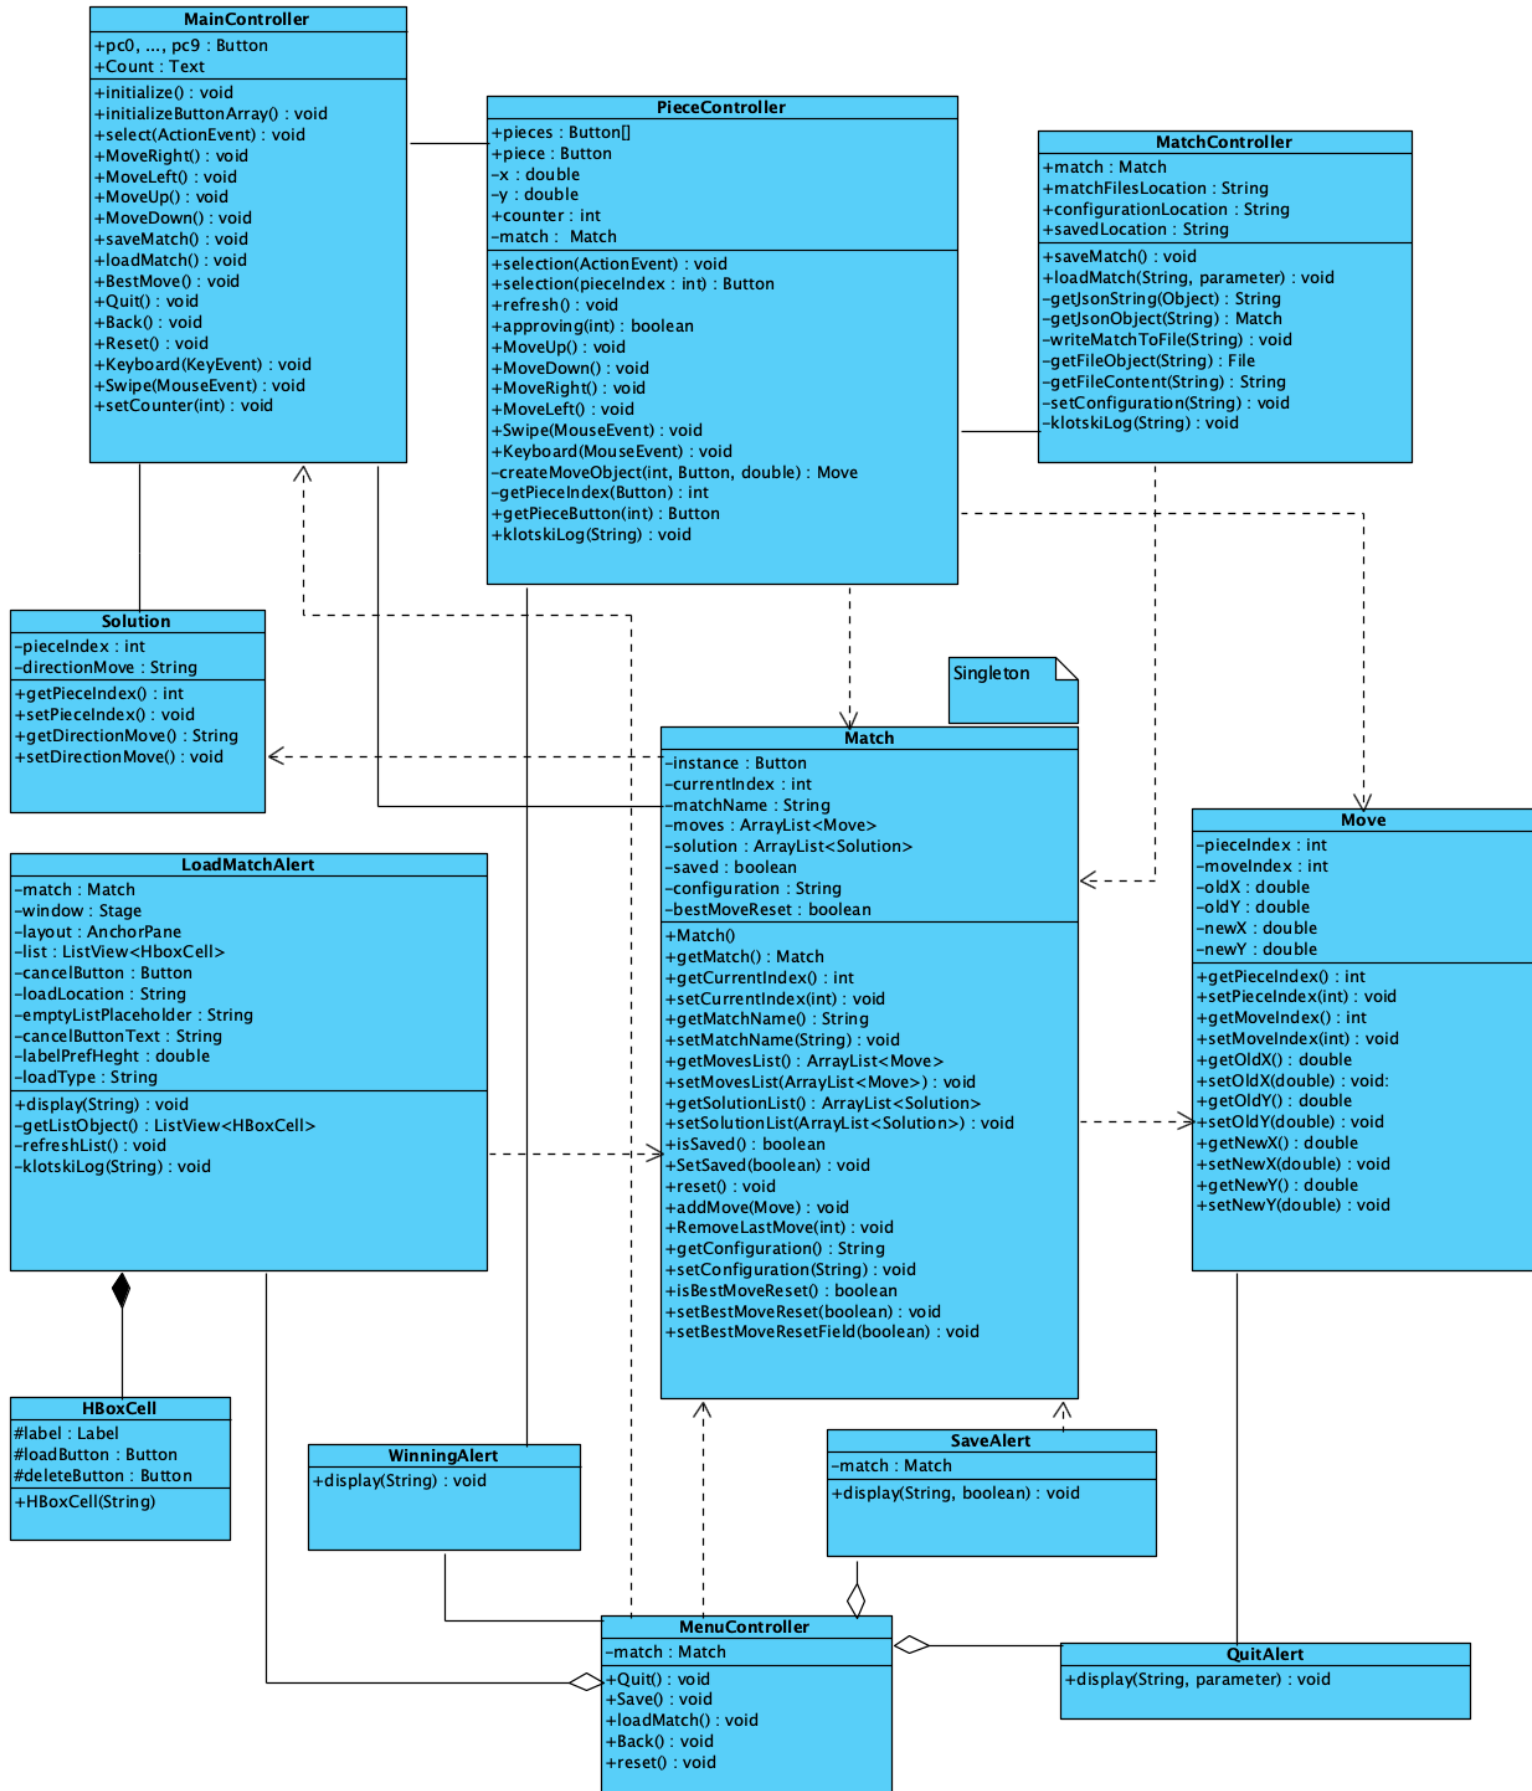 MainController
+pc0, ..., pc9 : Button
+Count : Text
+initialize() : void
+initializeButtonArray() : void
+select(ActionEvent) : void
+MoveRight() : void
+MoveLeft() : void
+MoveUp() : void
+MoveDown() : void
+saveMatch() : void
+loadMatch() : void
+BestMove() : void
+Quit() : void
+Back() : void
+Reset() : void
+Keyboard(KeyEvent) : void
+Swipe(MouseEvent) : void
+setCounter(int) : void
PieceController
+pieces : Button[]
+piece : Button
-x : double
-y : double
+counter : int
-match : Match
+selection(ActionEvent) : void
+selection(pieceIndex : int) : Button
+refresh() : void
+approving(int) : boolean
+MoveUp() : void
+MoveDown() : void
+MoveRight() : void
+MoveLeft() : void
+Swipe(MouseEvent) : void
+Keyboard(MouseEvent) : void
-createMoveObject(int, Button, double) : Move
-getPieceIndex(Button) : int
+getPieceButton(int) : Button
+klotskiLog(String) : void
MatchController
+match : Match
+matchFilesLocation : String
+configurationLocation : String
+savedLocation : String
+saveMatch() : void
+loadMatch(String, parameter) : void
-getJsonString(Object) : String
-getJsonObject(String) : Match
-writeMatchToFile(String) : void
-getFileObject(String) : File
-getFileContent(String) : String
-setConfiguration(String) : void
-klotskiLog(String) : void
Solution
-pieceIndex : int
-directionMove : String
+getPieceIndex() : int
+setPieceIndex() : void
+getDirectionMove() : String
+setDirectionMove() : void
Singleton
Match
-instance : Button
-currentIndex : int
-matchName : String
-moves : ArrayList<Move>
-solution : ArrayList<Solution>
-saved : boolean
-configuration : String
-bestMoveReset : boolean
+Match()
+getMatch() : Match
+getCurrentIndex() : int
+setCurrentIndex(int) : void
+getMatchName() : String
+setMatchName(String) : void
+getMovesList() : ArrayList<Move>
+setMovesList(ArrayList<Move>) : void
+getSolutionList() : ArrayList<Solution>
+setSolutionList(ArrayList<Solution>) : void
+isSaved() : boolean
+SetSaved(boolean) : void
+reset() : void
+addMove(Move) : void
+RemoveLastMove(int) : void
+getConfiguration() : String
+setConfiguration(String) : void
+isBestMoveReset() : boolean
+setBestMoveReset(boolean) : void
+setBestMoveResetField(boolean) : void
Move
-pieceIndex : int
-moveIndex : int
-oldX : double
-oldY : double
-newX : double
-newY : double
+getPieceIndex() : int
+setPieceIndex(int) : void
+getMoveIndex() : int
+setMoveIndex(int) : void
+getOldX() : double
+setOldX(double) : void:
+getOldY() : double
+setOldY(double) : void
+getNewX() : double
+setNewX(double) : void
+getNewY() : double
+setNewY(double) : void
LoadMatchAlert
-match : Match
-window : Stage
-layout : AnchorPane
-list : ListView<HboxCell>
-cancelButton : Button
-loadLocation : String
-emptyListPlaceholder : String
-cancelButtonText : String
-labelPrefHeght : double
-loadType : String
+display(String) : void
-getListObject() : ListView<HBoxCell>
-refreshList() : void
-klotskiLog(String) : void
HBoxCell
#label : Label
#loadButton : Button
#deleteButton : Button
+HBoxCell(String)
WinningAlert
+display(String) : void
SaveAlert
-match : Match
+display(String, boolean) : void
MenuController
-match : Match
+Quit() : void
+Save() : void
+loadMatch() : void
+Back() : void
+reset() : void
QuitAlert
+display(String, parameter) : void